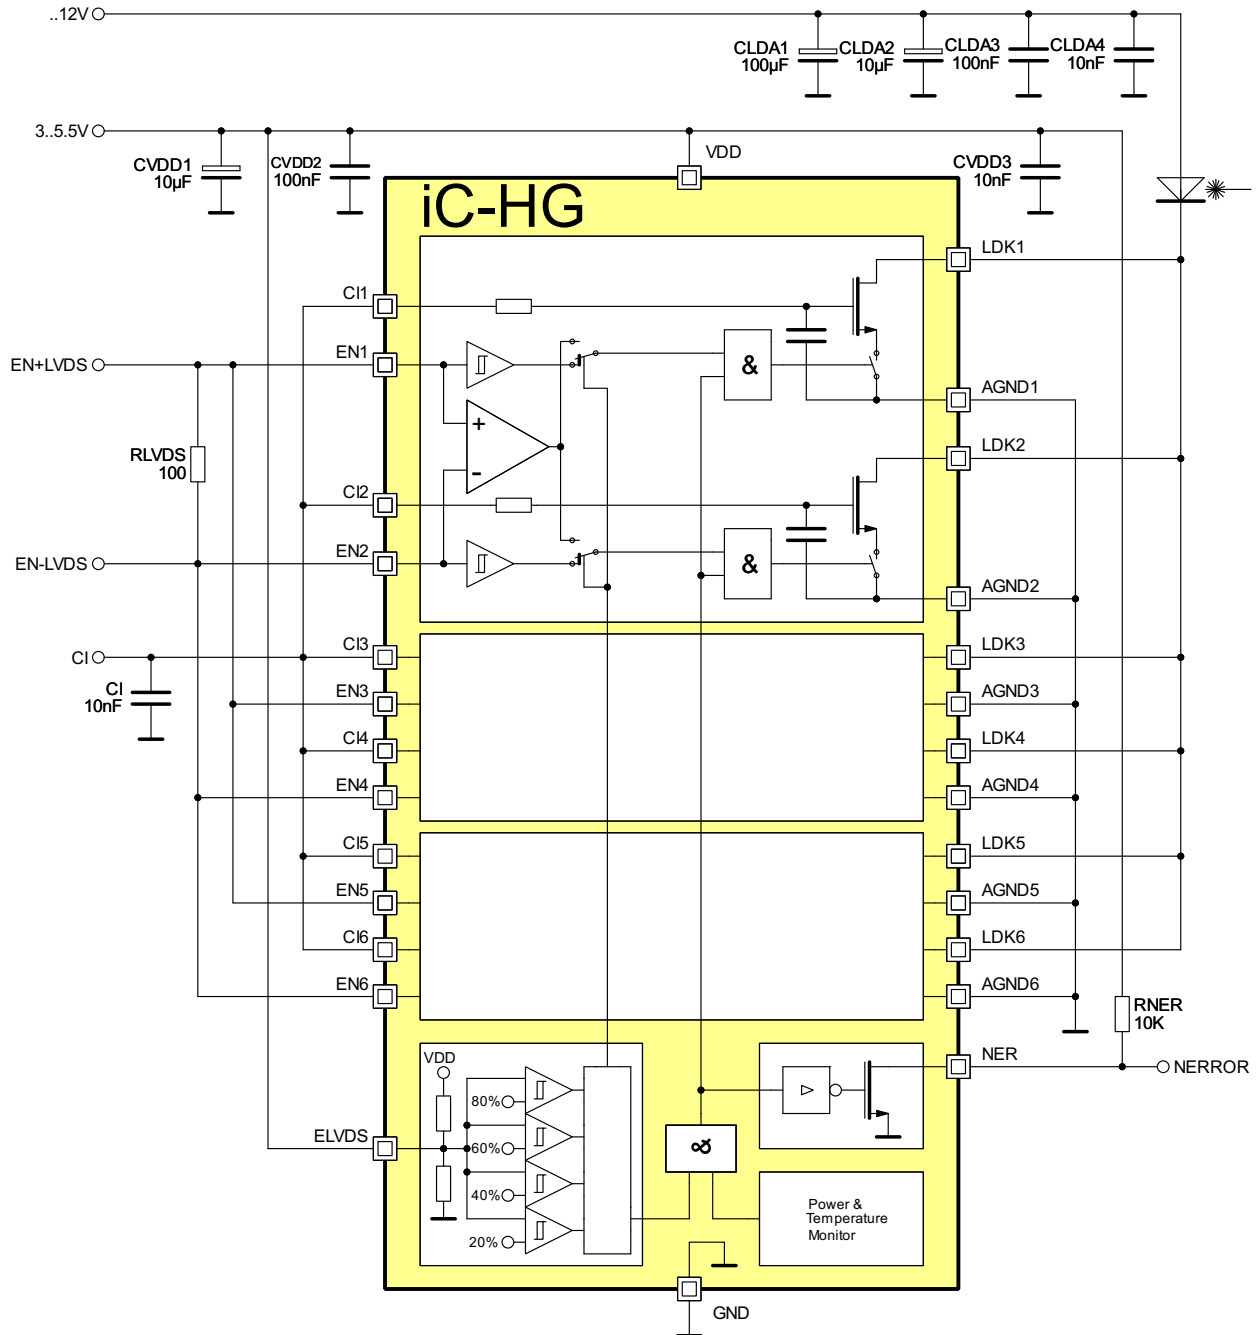 ..12V
CLDA1
100µF
CLDA2
10µF
CLDA3
100nF
CLDA4
10nF
3..5.5V
CVDD1
10µF
CVDD2
100nF
VDD
CVDD3
10nF
iC-HG
LDK1
CI1
EN+LVDS
EN1
&
AGND1
+
RLVDS
100
LDK2
-
CI2
EN-LVDS
EN2
&
AGND2
CI
CI
10nF
CI3
LDK3
EN3
AGND3
CI4
LDK4
EN4
AGND4
CI5
LDK5
EN5
AGND5
CI6
LDK6
EN6
AGND6
RNER
10K
VDD
NER
NERROR
80%
ELVDS
60%
&
40%
20%
Power &
Temperature
Monitor
GND